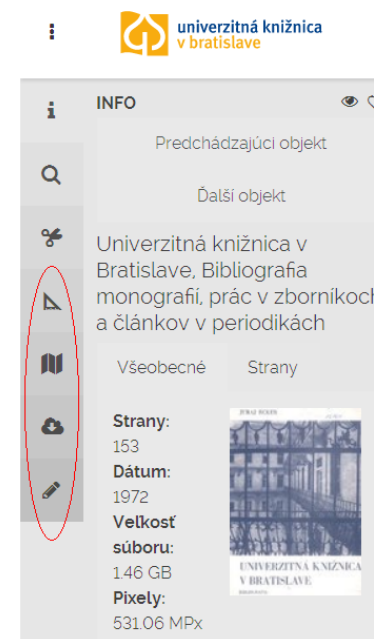 univerzitná knižnica
v bratislave
INFO
Predchádzajúci objekt
Ďalší objekt
Univerzitná knižnica v
Bratislave, Bibliografia
monografií, prác v zborníkoch
a článkov v periodikách
Všeobecné
Strany
Strany:
153
Dátum:
1972
Veľkosť
súboru:
1.46 GB
Pixely:
531.06 MPx
JURAJ
UNIVERZITNÁ KNIŽNICA
V BRATISLAVE